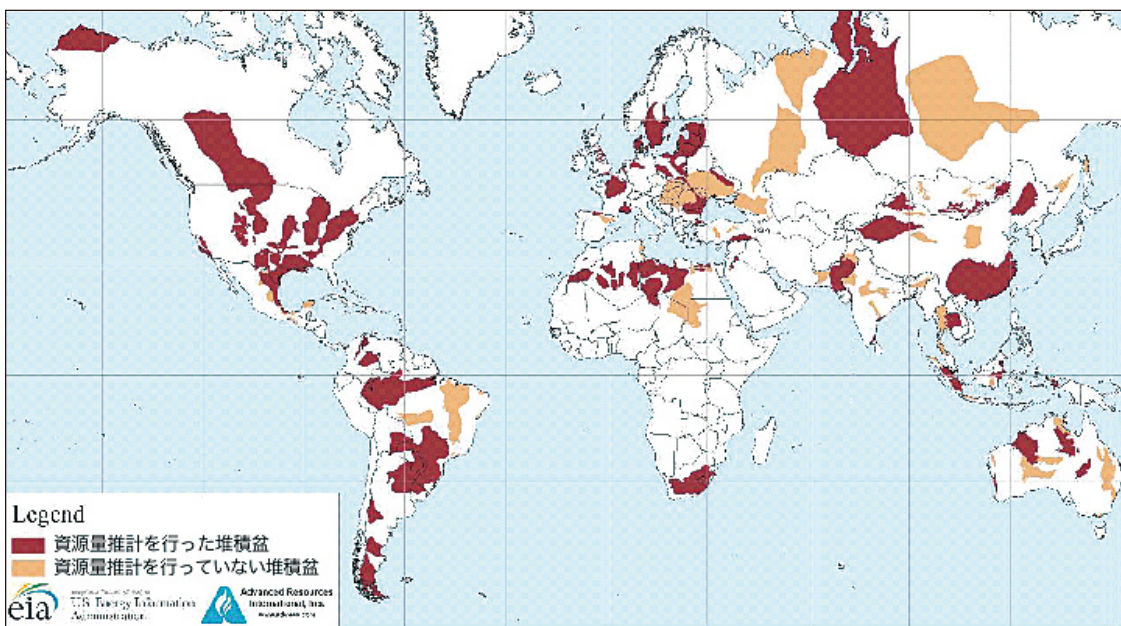 Legend
資源量推計を行った堆積盆
資源量推計を行っていない堆積盆
eia
U.S. Energy Information
Administration
Advanced Resources
International, Inc.